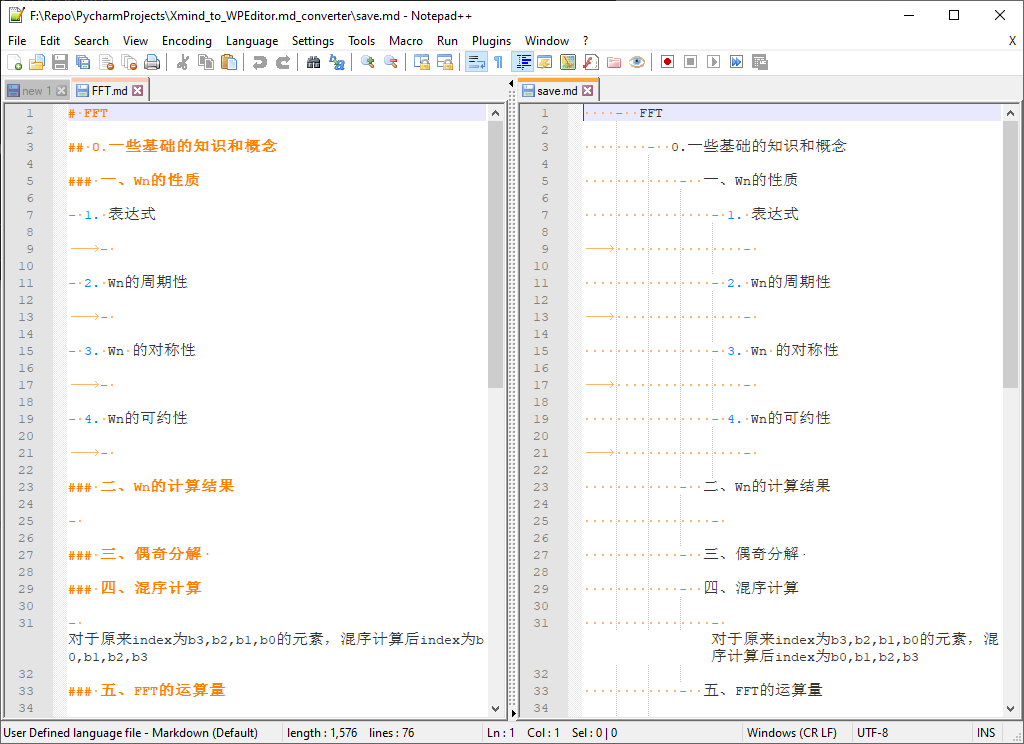 F:\Repo\PycharmProjects\Xmind_to_WPEditor.md_converter\save.md - Notepad++
File Edit Search View Encoding Language Settings Tools Macro Run Plugins Window ? X
new 1 FFT.md
1 # FFT
2
3 ## 0.一些基础的知识和概念
4
5 ### 一、Wn的性质
6
7 - 1. 表达式
8
9 -
10
11 - 2. Wn的周期性
12
13 -
14
15 - 3. Wn 的对称性
16
17 -
18
19 - 4. Wn的可约性
20
21 -
22
23 ### 二、Wn的计算结果
24
25 -
26
27 ### 三、偶奇分解
28
29 ### 四、混序计算
30
31 -
对于原来index为b3,b2,b1,b0的元素，混序计算后index为b
0,b1,b2,b3
32
33 ### 五、FFT的运算量
34
save.md
1 - FFT
2
3 - 0.一些基础的知识和概念
4
5 - 一、Wn的性质
6
7 - 1. 表达式
8
9 -
10
11 - 2. Wn的周期性
12
13 -
14
15 - 3. Wn 的对称性
16
17 -
18
19 - 4. Wn的可约性
20
21 -
22
23 - 二、Wn的计算结果
24
25 -
26
27 - 三、偶奇分解
28
29 - 四、混序计算
30
31 -
对于原来index为b3,b2,b1,b0的元素，混
序计算后index为b0,b1,b2,b3
32
33 - 五、FFT的运算量
34
User Defined language file - Markdown (Default) length : 1,576 lines : 76 Ln : 1 Col : 1 Sel : 0 | 0 Windows (CR LF) UTF-8 INS